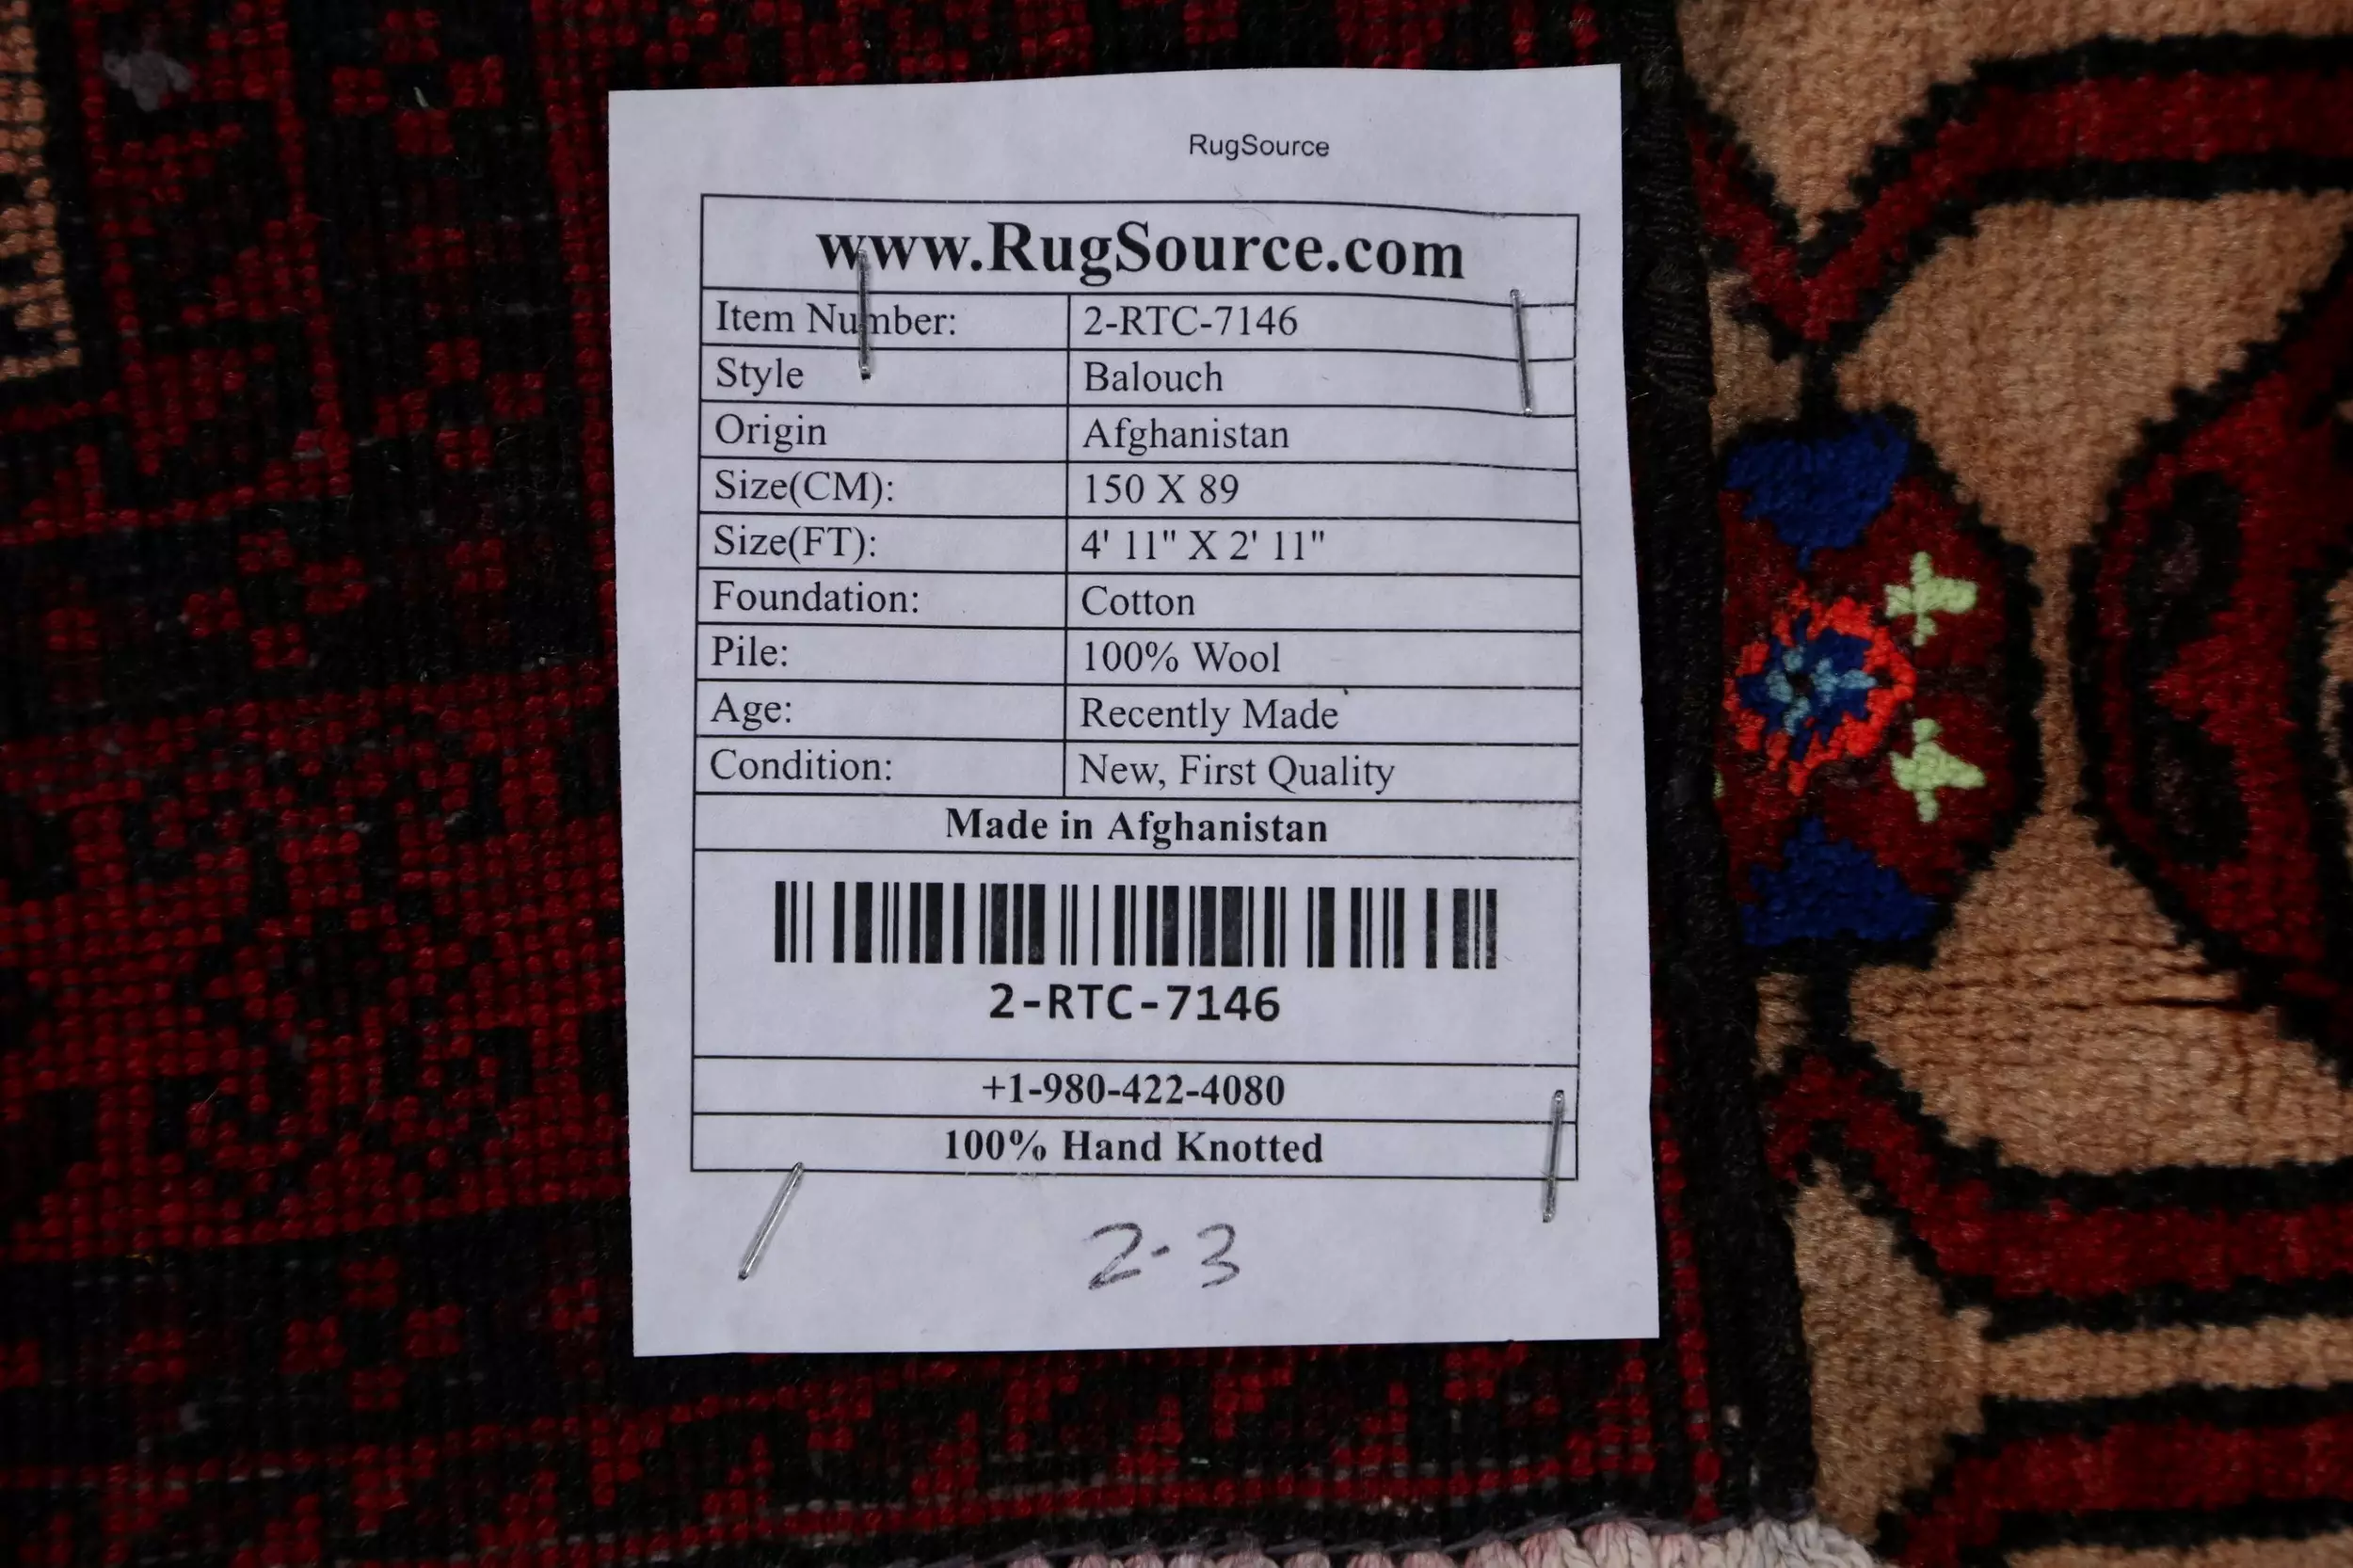 RugSource
www.RugSource.com
Item Number: 2-RTC-7146
Style Balouch
Origin Afghanistan
Size(CM): 150 X 89
Size(FT): 4' 11" X 2' 11"
Foundation: Cotton
Pile: 100% Wool
Age: Recently Made
Condition: New, First Quality
Made in Afghanistan
2-RTC-7146
+1-980-422-4080
100% Hand Knotted
2-3